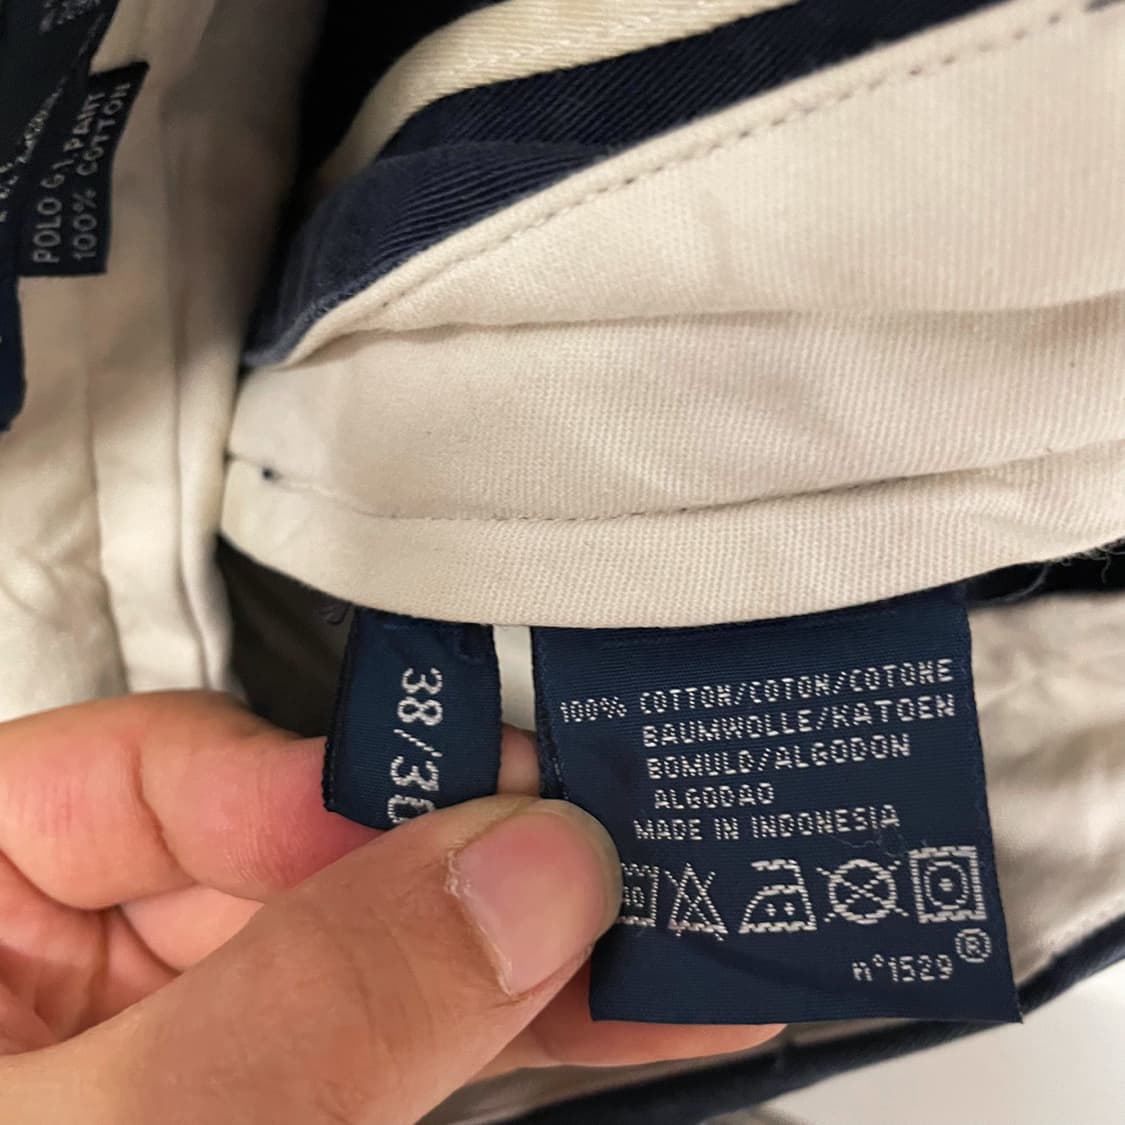 POLO G.I. PANT
100% COTTON
38/30
100% COTTON/COTON/COTONE
BAUMWOLLE/KATOEN
BOMULD/ALGODON
ALGODAO
MADE IN INDONESIA
n°1529 ®